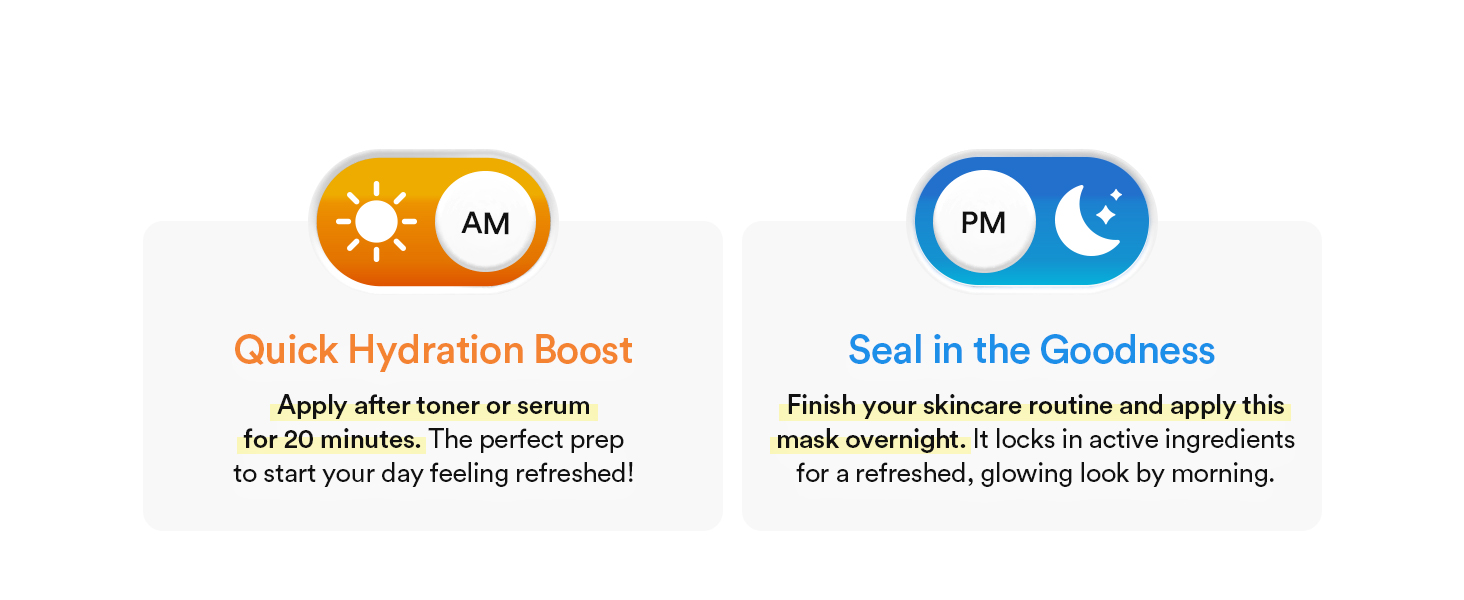 AM
Quick Hydration Boost
Apply after toner or serum
for 20 minutes. The perfect prep
to start your day feeling refreshed!
PM
Seal in the Goodness
Finish your skincare routine and apply this
mask overnight. It locks in active ingredients
for a refreshed, glowing look by morning.